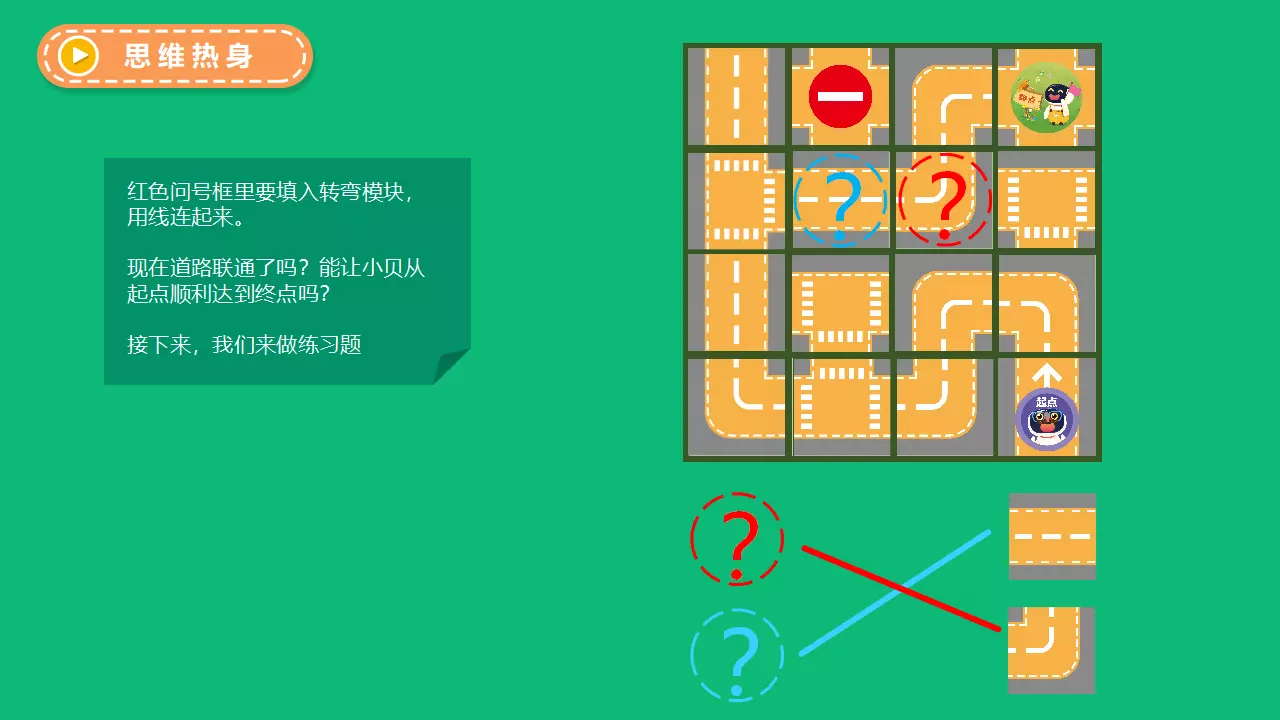 思维热身
红色问号框里要填入转弯模块，
用线连起来。
现在道路联通了吗？能让小贝从
起点顺利达到终点吗？
接下来，我们来做练习题
终点
? ?
起点
?
?